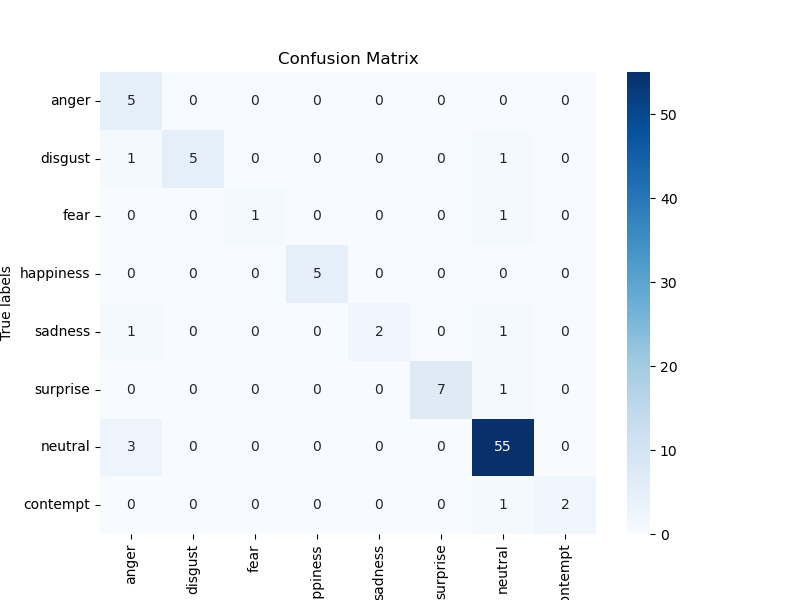 Confusion Matrix
True labels
anger 5 0 0 0 0 0 0 0
disgust 1 5 0 0 0 0 1 0
fear 0 0 1 0 0 0 1 0
happiness 0 0 0 5 0 0 0 0
sadness 1 0 0 0 2 0 1 0
surprise 0 0 0 0 0 7 1 0
neutral 3 0 0 0 0 0 55 0
contempt 0 0 0 0 0 0 1 2
anger
disgust
fear
ppiness
sadness
surprise
neutral
ontempt
50
40
30
20
10
0